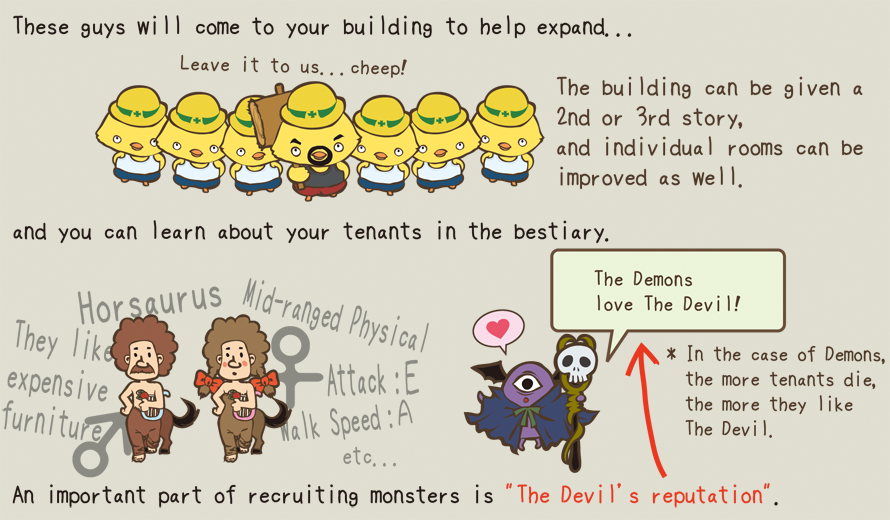 These guys will come to your building to help expand...
Leave it to us... cheep!
The building can be given a
2nd or 3rd story,
and individual rooms can be
improved as well.
and you can learn about your tenants in the bestiary.
Horsaurus
They like
expensive
furniture
Mid-ranged Physical
Attack : E
Walk Speed : A
etc...
The Demons
love The Devil!
* In the case of Demons,
the more tenants die,
the more they like
The Devil.
An important part of recruiting monsters is "The Devil's reputation".